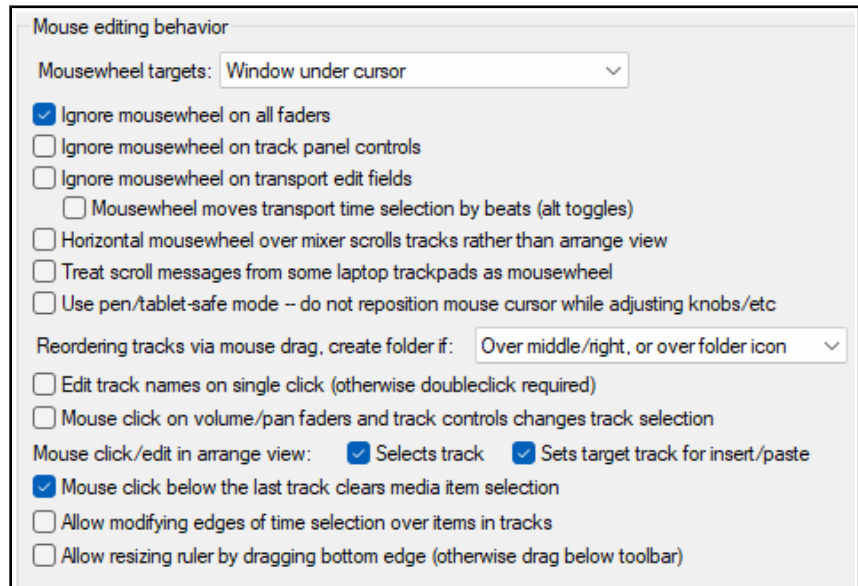 Mouse editing behavior
Mousewheel targets: Window under cursor
Ignore mousewheel on all faders
Ignore mousewheel on track panel controls
Ignore mousewheel on transport edit fields
Mousewheel moves transport time selection by beats (alt toggles)
Horizontal mousewheel over mixer scrolls tracks rather than arrange view
Treat scroll messages from some laptop trackpads as mousewheel
Use pen/tablet-safe mode -- do not reposition mouse cursor while adjusting knobs/etc
Reordering tracks via mouse drag, create folder if: Over middle/right, or over folder icon
Edit track names on single click (otherwise doubleclick required)
Mouse click on volume/pan faders and track controls changes track selection
Mouse click/edit in arrange view: Selects track Sets target track for insert/paste
Mouse click below the last track clears media item selection
Allow modifying edges of time selection over items in tracks
Allow resizing ruler by dragging bottom edge (otherwise drag below toolbar)